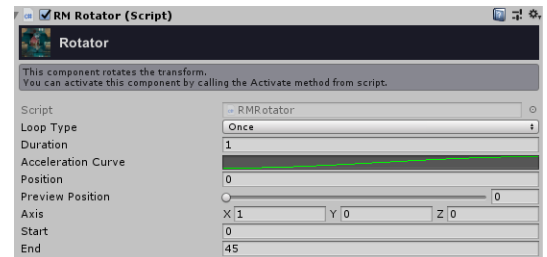 RM Rotator (Script)
Rotator
This component rotates the transform.
You can activate this component by calling the Activate method from script.
Script RMRotator
Loop Type Once
Duration 1
Acceleration Curve
Position 0
Preview Position 0
Axis X 1 Y 0 Z 0
Start 0
End 45